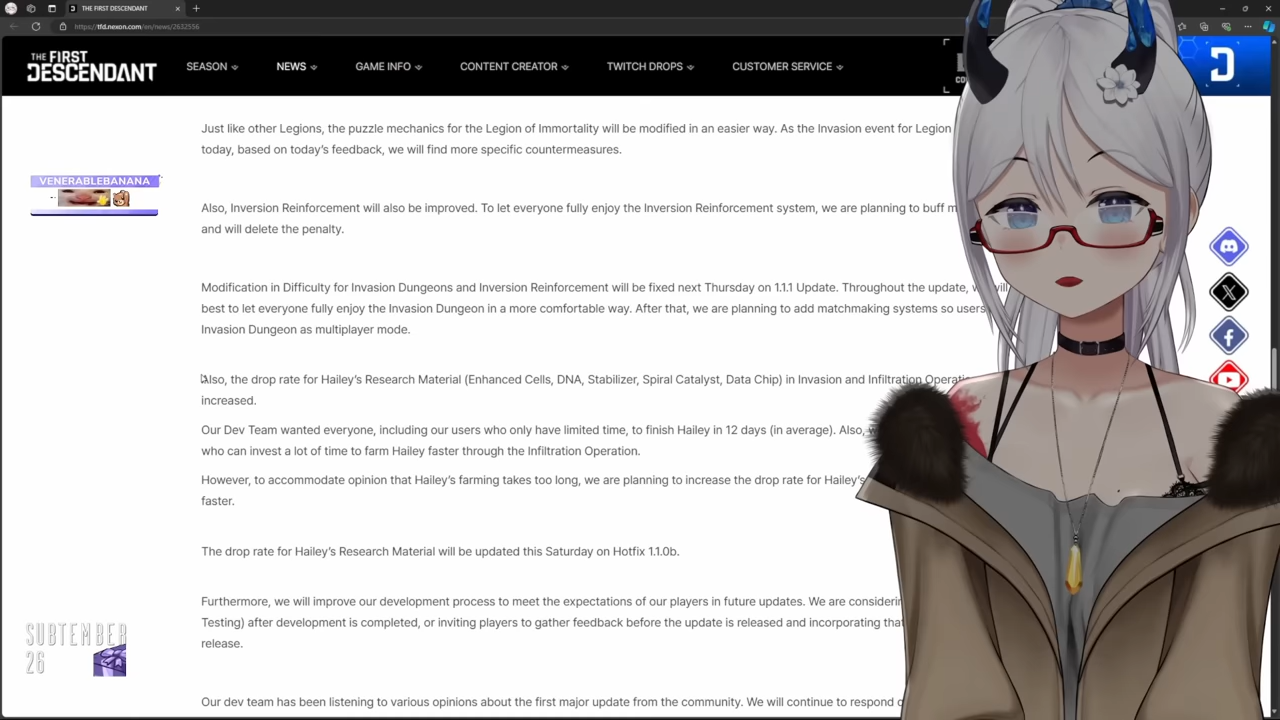 THE FIRST DESCENDANT
https://tfd.nexon.com/en/news/2632556
THE FIRST
DESCENDANT
SEASON
NEWS
GAME INFO
CONTENT CREATOR
TWITCH DROPS
CUSTOMER SERVICE
Just like other Legions, the puzzle mechanics for the Legion of Immortality will be modified in an easier way. As the Invasion event for Legion
today, based on today's feedback, we will find more specific countermeasures.
VENERABLEBANANA
Also, Inversion Reinforcement will also be improved. To let everyone fully enjoy the Inversion Reinforcement system, we are planning to buff
and will delete the penalty.
Modification in Difficulty for Invasion Dungeons and Inversion Reinforcement will be fixed next Thursday on 1.1.1 Update. Throughout the update, will
best to let everyone fully enjoy the Invasion Dungeon in a more comfortable way. After that, we are planning to add matchmaking systems so users
Invasion Dungeon as multiplayer mode.
Also, the drop rate for Hailey's Research Material (Enhanced Cells, DNA, Stabilizer, Spiral Catalyst, Data Chip) in Invasion and Infiltration
increased.
Our Dev Team wanted everyone, including our users who only have limited time, to finish Hailey in 12 days (in average). Also,
who can invest a lot of time to farm Hailey faster through the Infiltration Operation.
However, to accommodate opinion that Hailey's farming takes too long, we are planning to increase the drop rate for Hailey's
faster.
The drop rate for Hailey's Research Material will be updated this Saturday on Hotfix 1.1.0b.
Furthermore, we will improve our development process to meet the expectations of our players in future updates. We are
Testing) after development is completed, or inviting players to gather feedback before the update is released and incorporating
release.
SUBTEMBER
26
Our dev team has been listening to various opinions about the first major update from the community. We will continue to respond